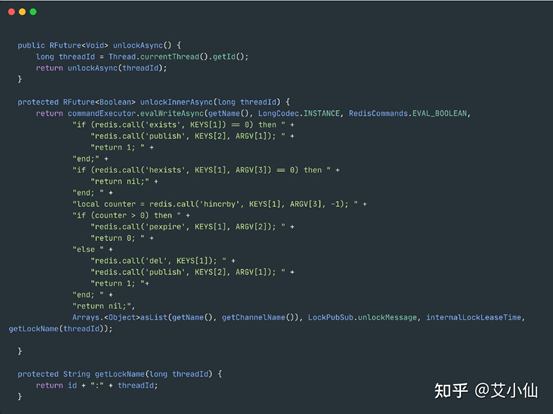 public RFuture<Void> unlockAsync() {
    long threadId = Thread.currentThread().getId();
    return unlockAsync(threadId);
}
protected RFuture<Boolean> unlockInnerAsync(long threadId) {
    return commandExecutor.evalWriteAsync(getName(), LongCodec.INSTANCE, RedisCommands.EVAL_BOOLEAN,
            "if (redis.call('exists', KEYS[1]) == 0) then " +
                "redis.call('publish', KEYS[2], ARGV[1]); " +
                "return 1; " +
            "end;" +
            "if (redis.call('hexists', KEYS[1], ARGV[3]) == 0) then " +
                "return nil;" +
            "end; " +
            "local counter = redis.call('hincrby', KEYS[1], ARGV[3], -1); " +
            "if (counter > 0) then " +
                "redis.call('pexpire', KEYS[1], ARGV[2]); " +
                "return 0; " +
            "else " +
                "redis.call('del', KEYS[1]); " +
                "redis.call('publish', KEYS[2], ARGV[1]); " +
                "return 1; "+
            "end; " +
            "return nil;",
            Arrays.<Object>asList(getName(), getChannelName()), LockPubSub.unlockMessage, internalLockLeaseTime,
getLockName(threadId));
}
protected String getLockName(long threadId) {
    return id + ":" + threadId;
}
知乎 @艾小仙